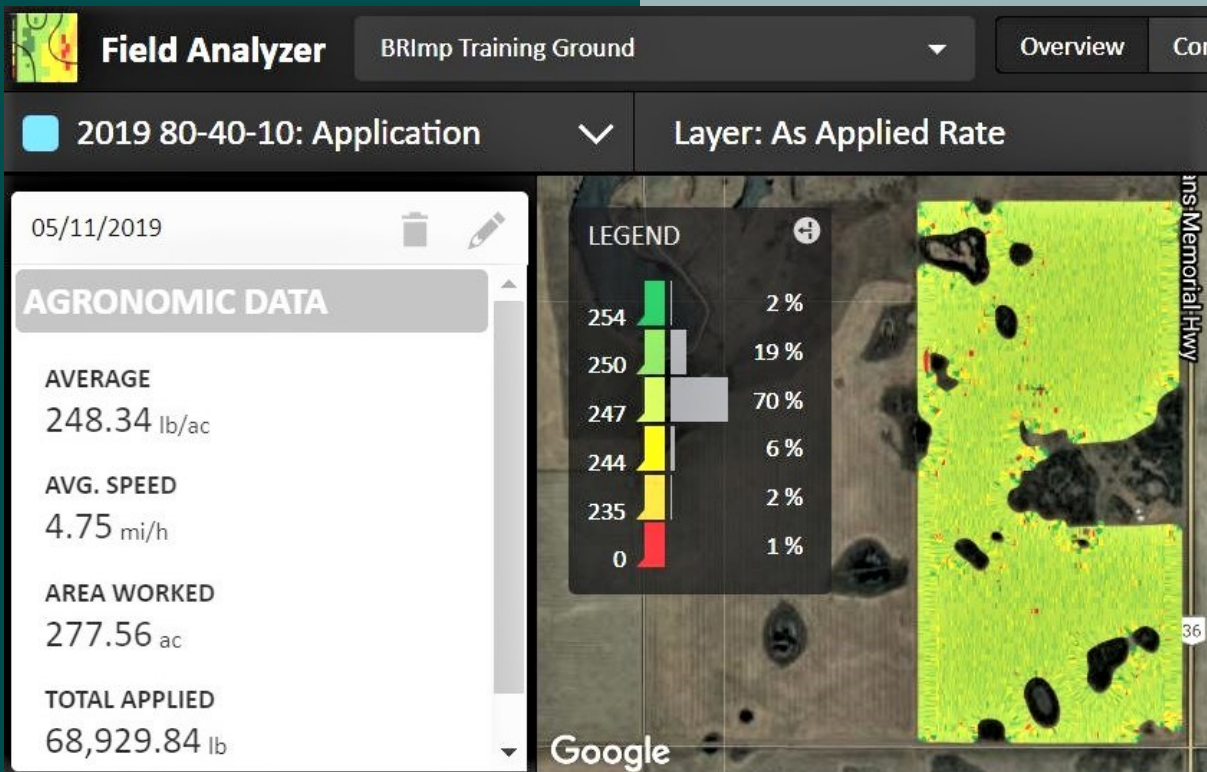 Field Analyzer
BRImp Training Ground
Overview
2019 80-40-10: Application
Layer: As Applied Rate
05/11/2019
AGRONOMIC DATA
AVERAGE
248.34 lb/ac
AVG. SPEED
4.75 mi/h
AREA WORKED
277.56 ac
TOTAL APPLIED
68,929.84 lb
LEGEND
254 2 %
250 19 %
247 70 %
244 6 %
235 2 %
0 1 %
Memorial Hwy
36
Google